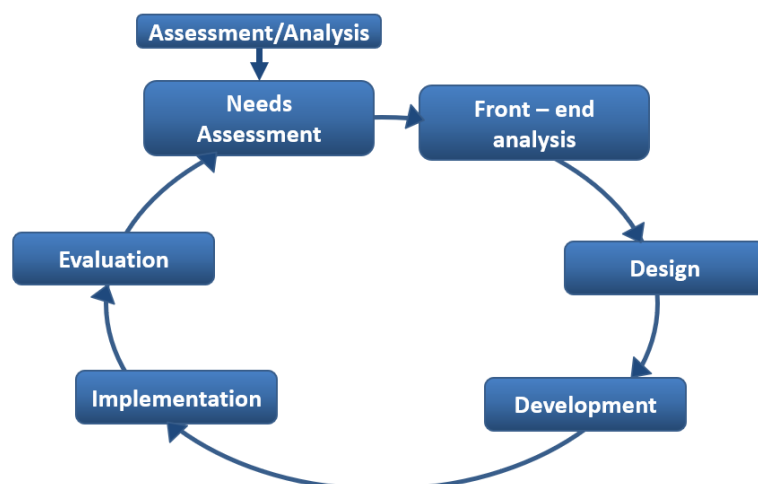 Assessment/Analysis
Needs
Assessment
Front – end
analysis
Evaluation
Design
Implementation
Development